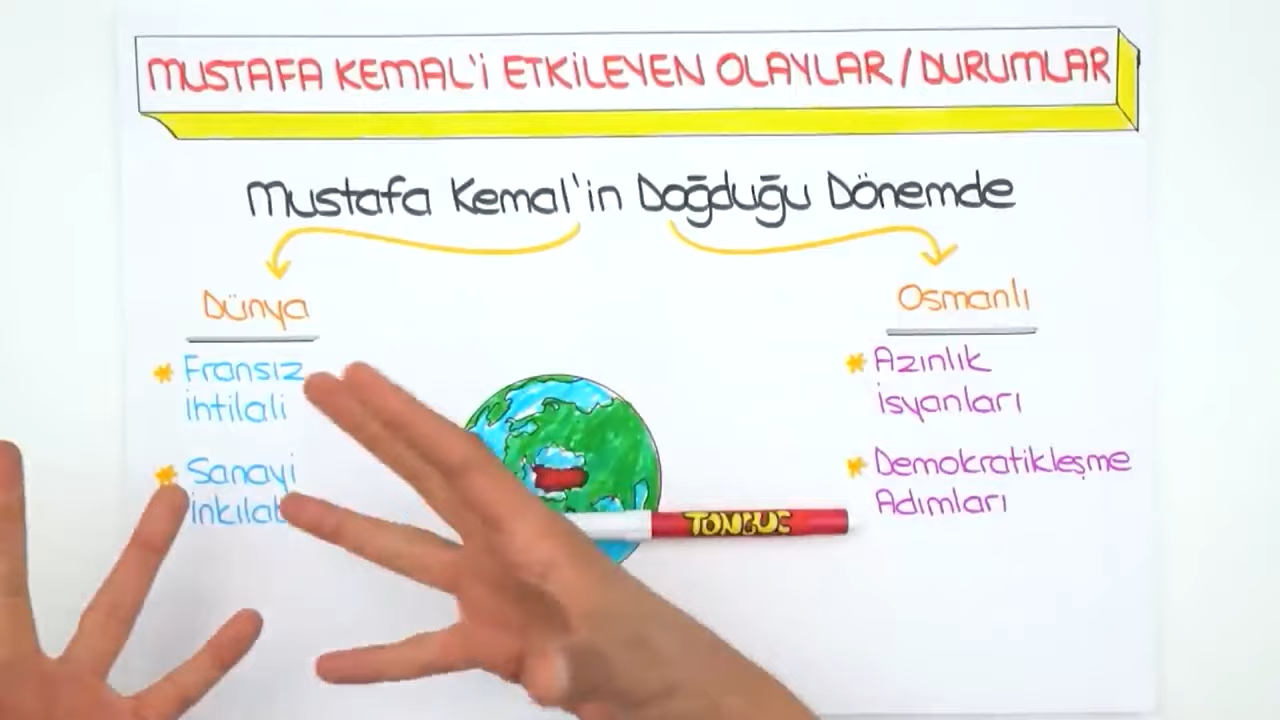 MUSTAFA KEMAL'İ ETKİLEYEN OLAYLAR / DURUMLAR
Mustafa Kemal'in Doğduğu Dönemde
Dünya
* Fransız
ihtilali
* Sanayi
Osmanlı
* Azınlık
isyanları
* Demokratikleşme
Adımları
TONGUÇ